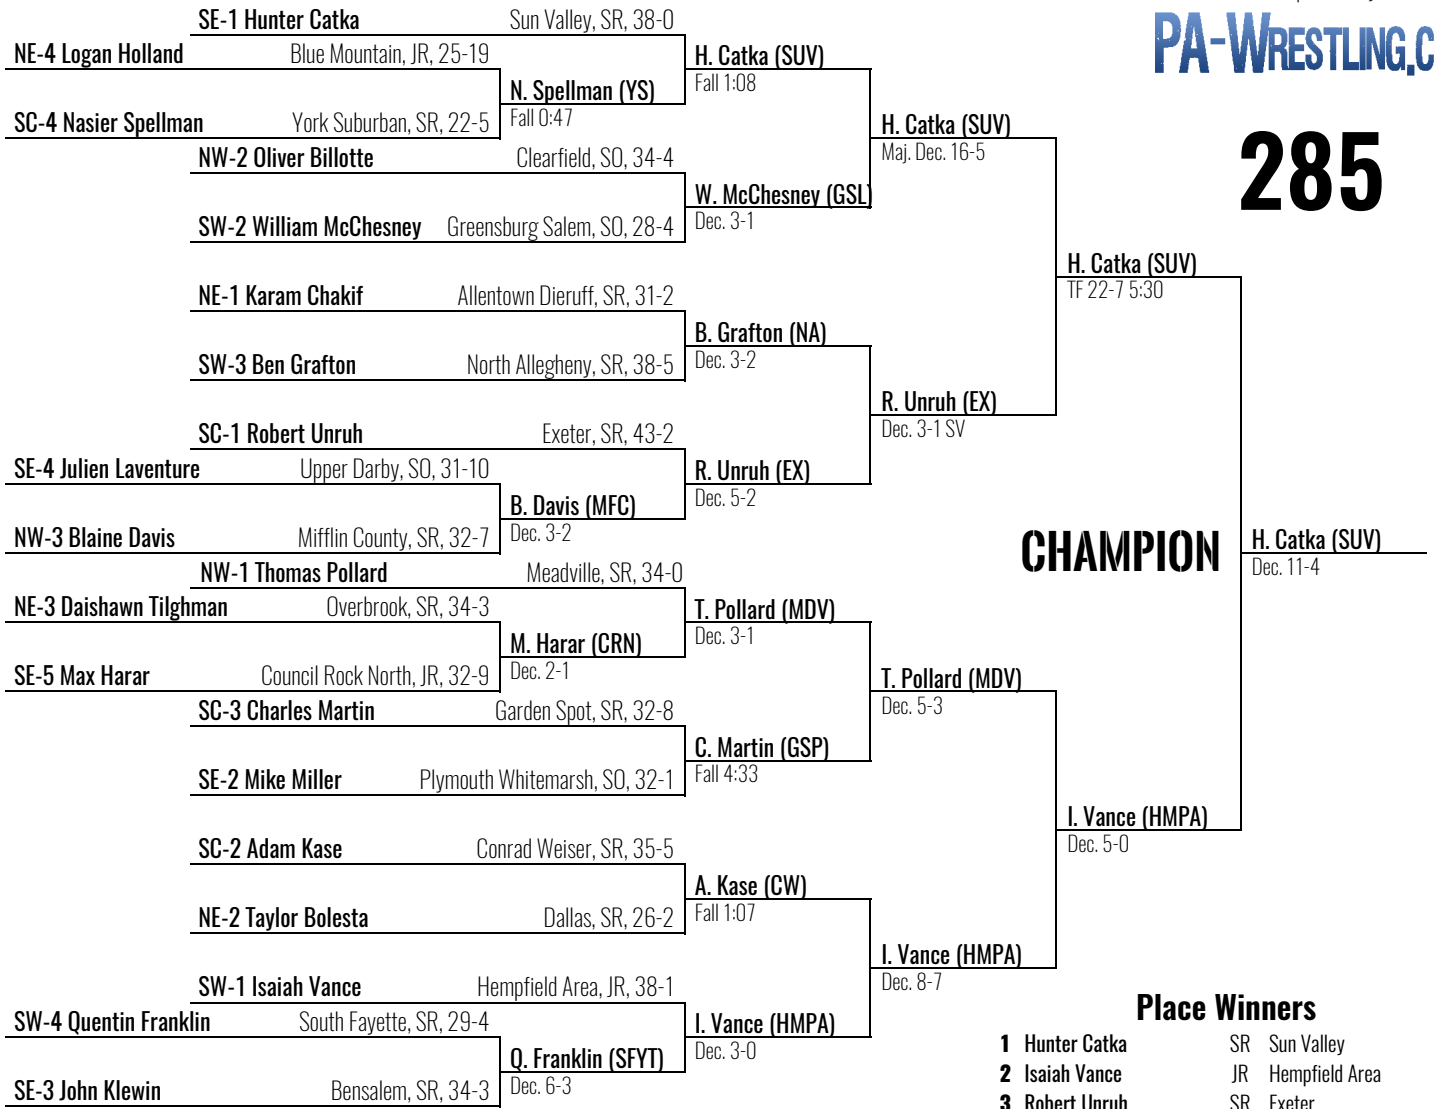 SE-1 Hunter Catka Sun Valley, SR, 38-0
NE-4 Logan Holland Blue Mountain, JR, 25-19
H. Catka (SUV)
Fall 1:08
N. Spellman (YS)
Fall 0:47
SC-4 Nasier Spellman York Suburban, SR, 22-5
H. Catka (SUV)
Maj. Dec. 16-5
NW-2 Oliver Billotte Clearfield, SO, 34-4
W. McChesney (GSL)
Dec. 3-1
SW-2 William McChesney Greensburg Salem, SO, 28-4
PA-WRESTLING.C
285
H. Catka (SUV)
TF 22-7 5:30
NE-1 Karam Chakif Allentown Dieruff, SR, 31-2
B. Grafton (NA)
Dec. 3-2
SW-3 Ben Grafton North Allegheny, SR, 38-5
R. Unruh (EX)
Dec. 3-1 SV
SC-1 Robert Unruh Exeter, SR, 43-2
SE-4 Julien Laventure Upper Darby, SO, 31-10
R. Unruh (EX)
Dec. 5-2
B. Davis (MFC)
Dec. 3-2
NW-3 Blaine Davis Mifflin County, SR, 32-7
CHAMPION
H. Catka (SUV)
Dec. 11-4
NW-1 Thomas Pollard Meadville, SR, 34-0
NE-3 Daishawn Tilghman Overbrook, SR, 34-3
T. Pollard (MDV)
Dec. 3-1
M. Harar (CRN)
Dec. 2-1
SE-5 Max Harar Council Rock North, JR, 32-9
T. Pollard (MDV)
Dec. 5-3
SC-3 Charles Martin Garden Spot, SR, 32-8
C. Martin (GSP)
Fall 4:33
SE-2 Mike Miller Plymouth Whitemarsh, SO, 32-1
I. Vance (HMPA)
Dec. 5-0
SC-2 Adam Kase Conrad Weiser, SR, 35-5
A. Kase (CW)
Fall 1:07
NE-2 Taylor Bolesta Dallas, SR, 26-2
I. Vance (HMPA)
Dec. 8-7
SW-1 Isaiah Vance Hempfield Area, JR, 38-1
SW-4 Quentin Franklin South Fayette, SR, 29-4
I. Vance (HMPA)
Dec. 3-0
Q. Franklin (SFYT)
Dec. 6-3
SE-3 John Klewin Bensalem, SR, 34-3
Place Winners
1 Hunter Catka SR Sun Valley
2 Isaiah Vance JR Hempfield Area
3 Robert Unruh SR Exeter